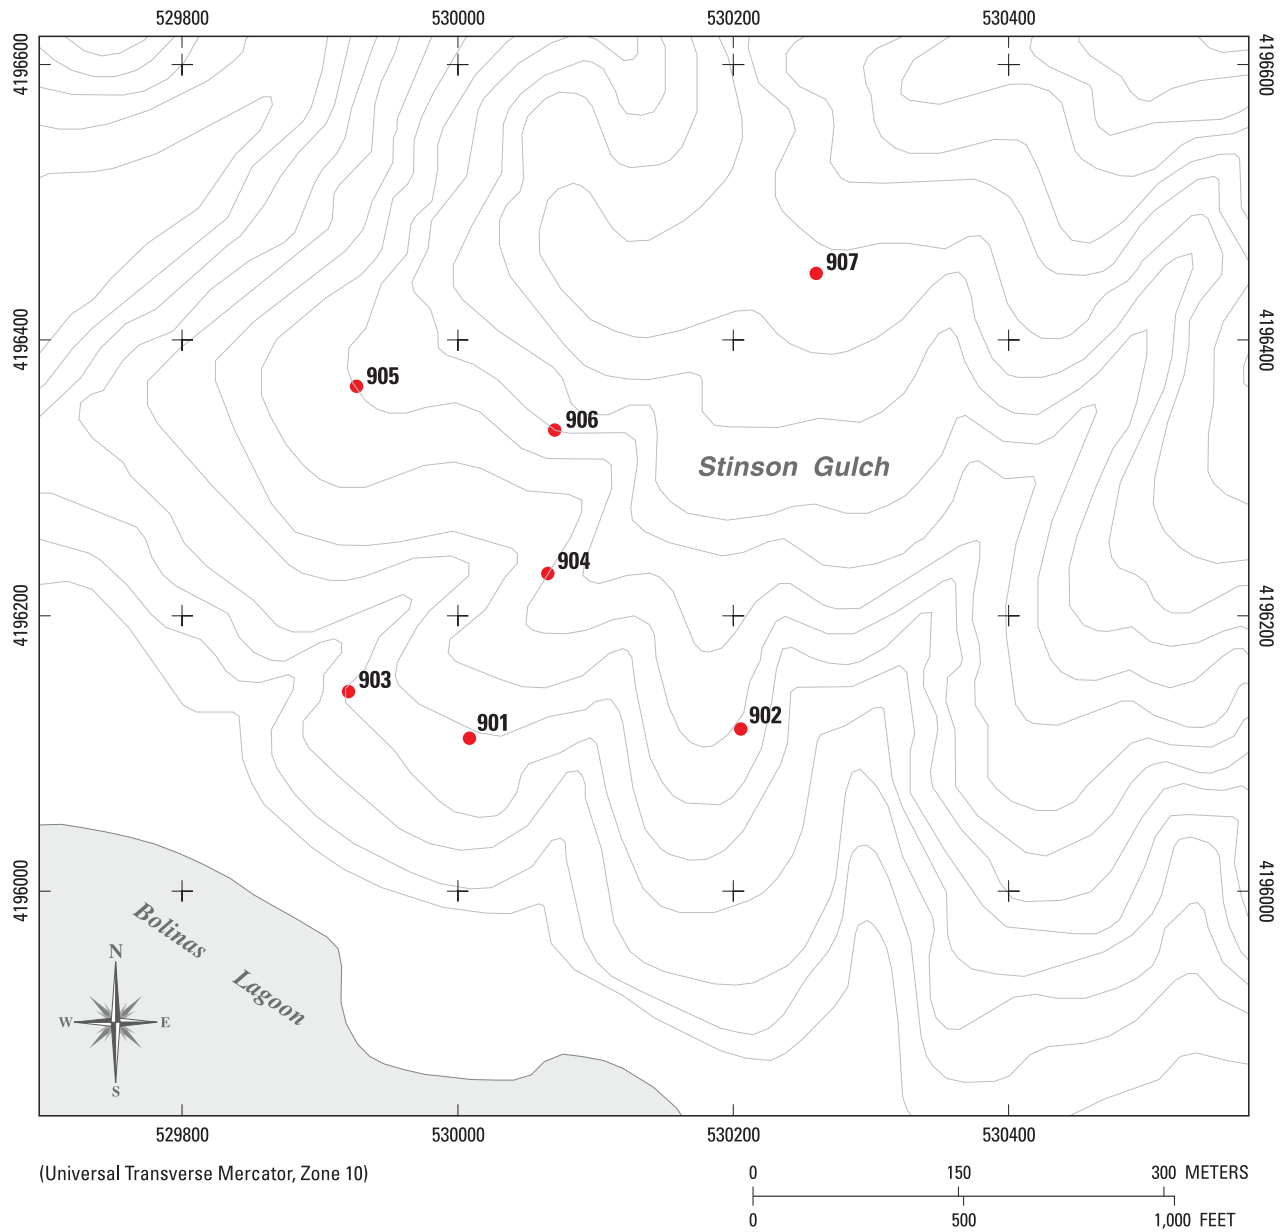 529800 530000 530200 530400
4196600 4196600
907
4196400 4196400
905
906
Stinson Gulch
904
4196200 4196200
903
901 902
4196000 4196000
Bolinas Lagoon
N
W E
S
529800 530000 530200 530400
(Universal Transverse Mercator, Zone 10)
0 150 300 METERS
0 500 1,000 FEET